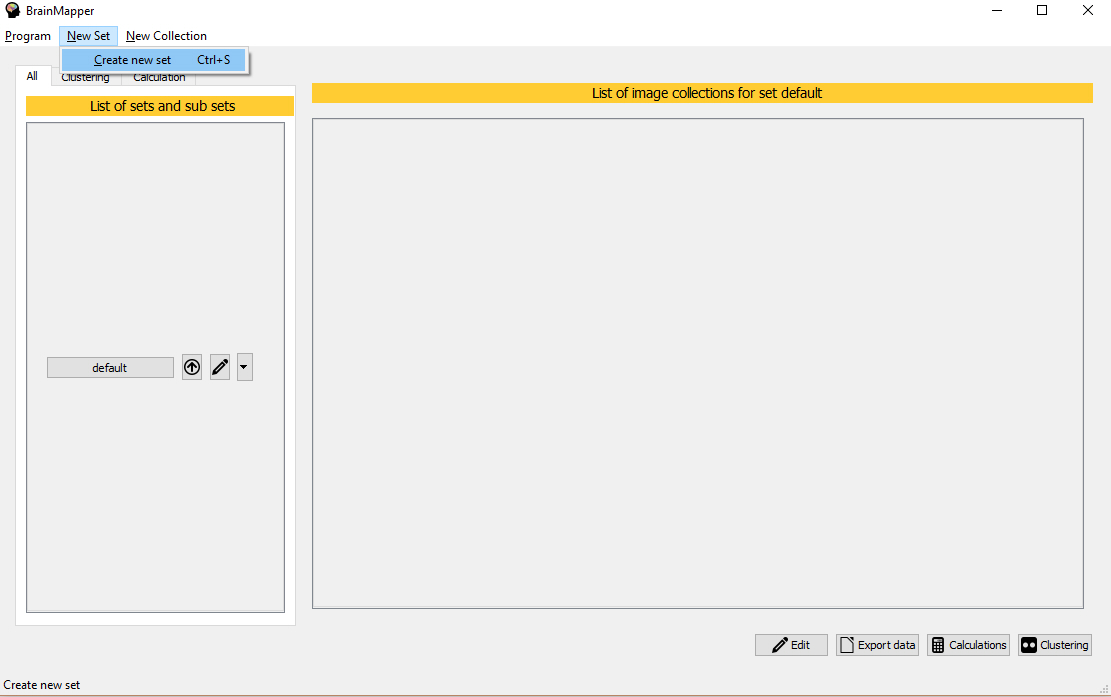 BrainMapper
Program New Set New Collection
Create new set Ctrl+S
All Clustering Calculation
List of sets and sub sets
List of image collections for set default
default
Edit Export data Calculations Clustering
Create new set